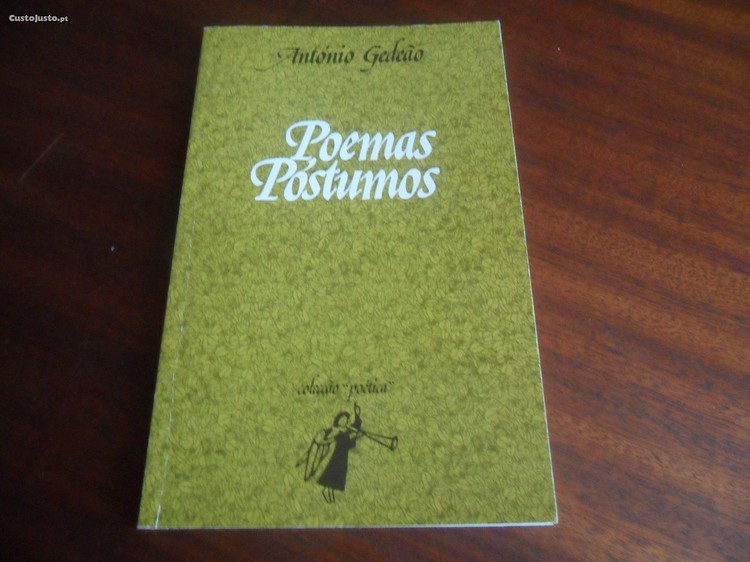 CustoJusto.pt
António Gedeão
Poemas
Póstumos
colecção "poética"